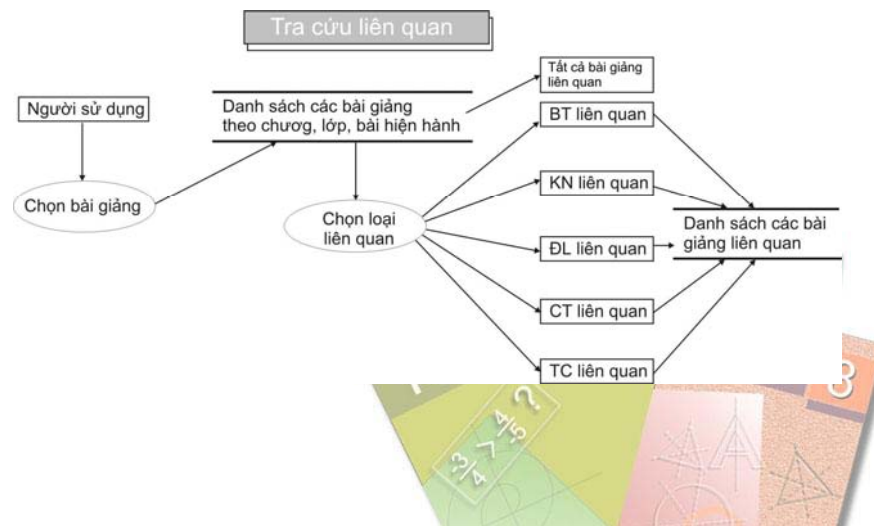 Tra cứu liên quan
Người sử dụng
Chọn bài giảng
Danh sách các bài giảng
theo chươg, lớp, bài hiện hành
Chọn loại
liên quan
Tất cả bài giảng
liên quan
BT liên quan
KN liên quan
ĐL liên quan
CT liên quan
TC liên quan
Danh sách các bài
giảng liên quan
-3/4 > 4/-5 ?
8